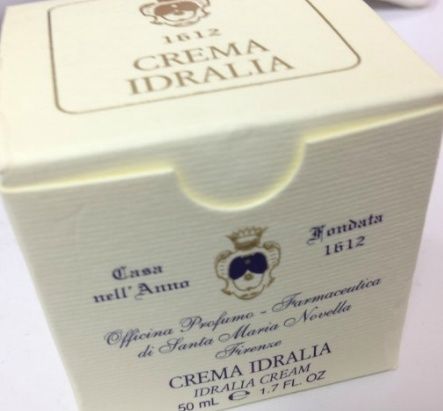 1612
CREMA
IDRALIA
Casa
nell'Anno
Fondata
1612
Officina Profumo - Farmaceutica
di Santa Maria Novella
Firenze
CREMA IDRALIA
IDRALIA CREAM
50 mL ℮ 1.7 FL. OZ